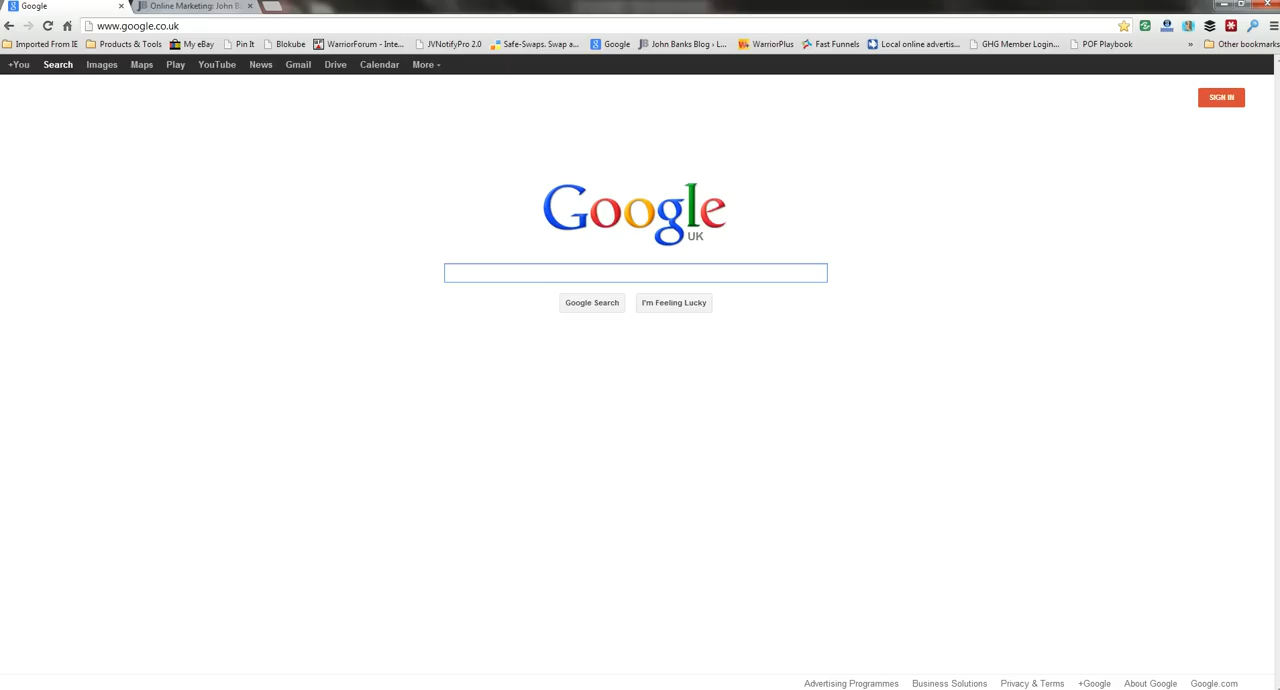 Google
Online Marketing: John B
www.google.co.uk
Imported From IE Products & Tools My eBay Pin It Blokube WarriorForum - Inte... JVNotifyPro 2.0 Safe-Swaps. Swap a... Google John Banks Blog - L... WarriorPlus Fast Funnels Local online advertis... GHG Member Login... POF Playbook » Other bookmarks
+You Search Images Maps Play YouTube News Gmail Drive Calendar More
SIGN IN
Google
UK
Google Search I'm Feeling Lucky
Advertising Programmes Business Solutions Privacy & Terms +Google About Google Google.com